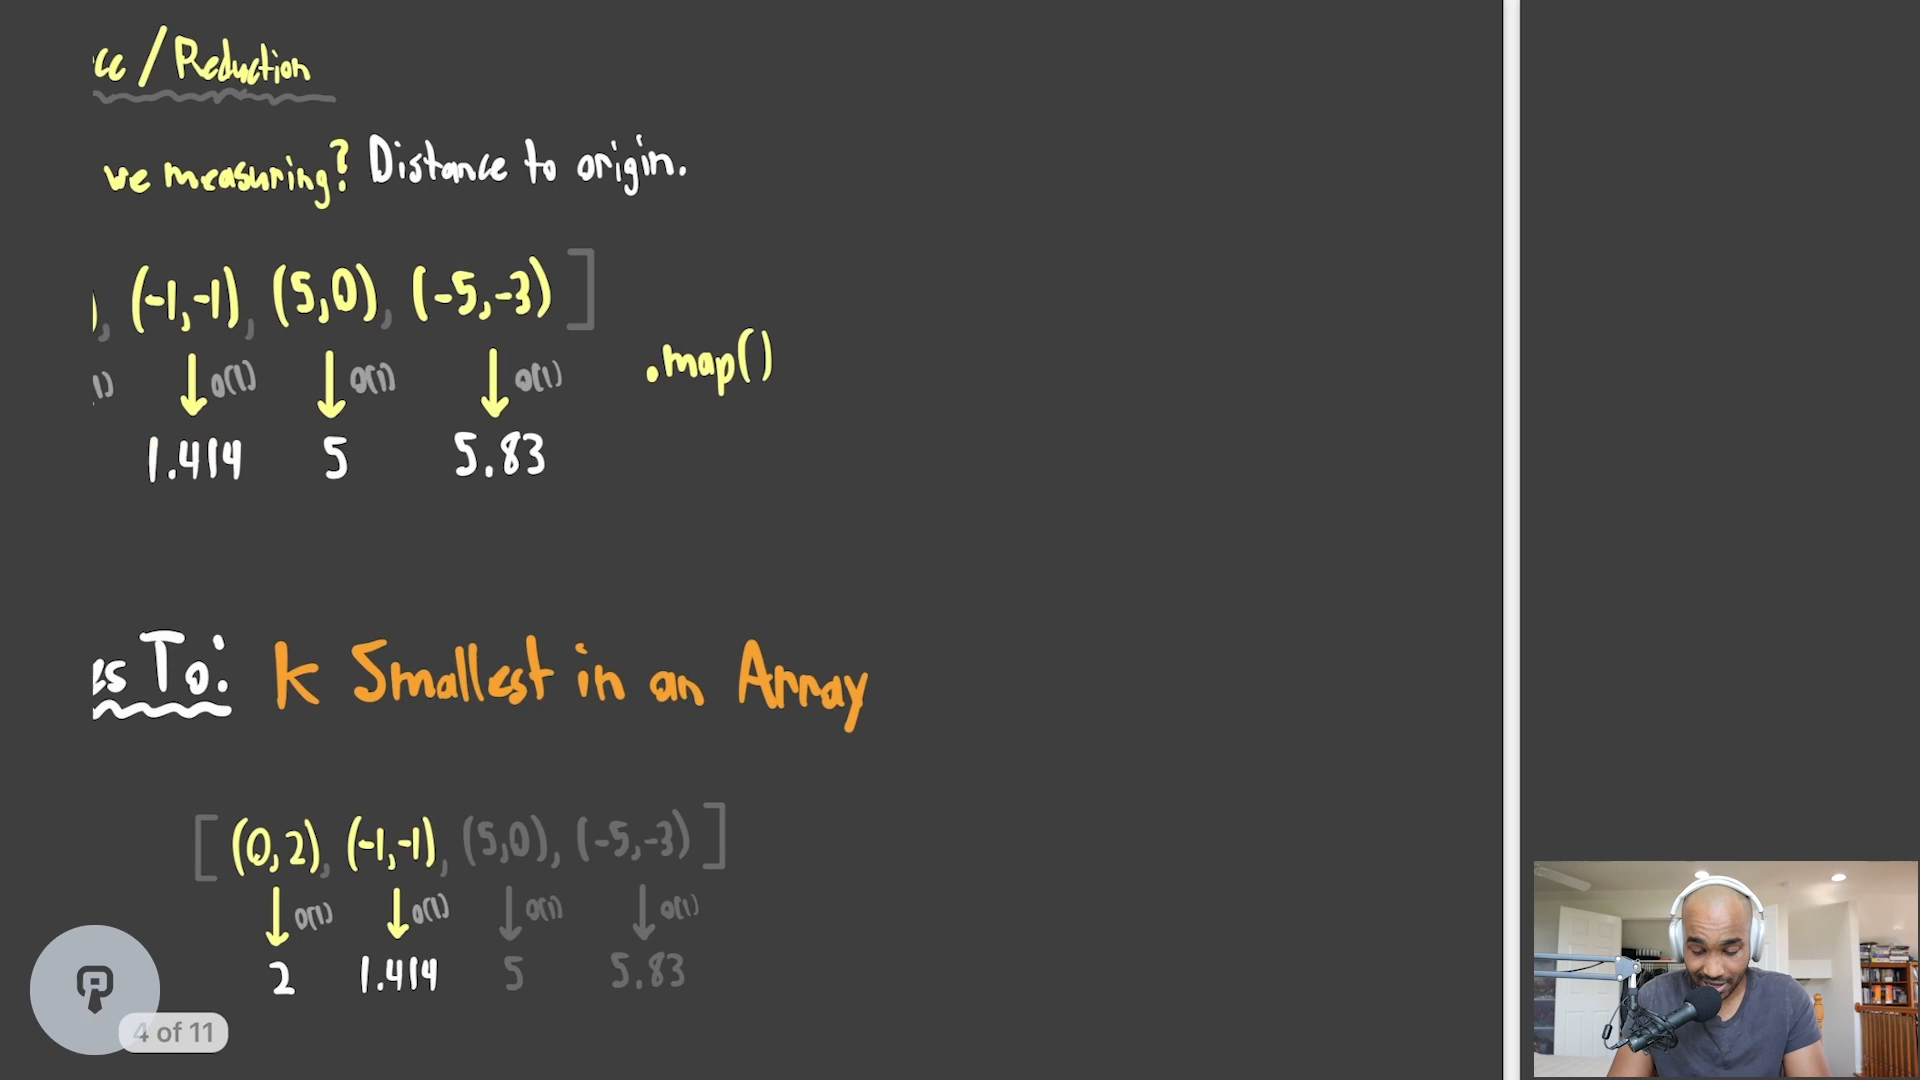 /Reduction
we measuring? Distance to origin.
), (-1,-1), (5,0), (-5,-3)]
1) O(1) O(1) O(1) .map()
1.414 5 5.83
es To: K Smallest in an Array
[(0,2), (-1,-1), (5,0), (-5,-3)]
O(1) O(1) O(1) O(1)
2 1.414 5 5.83
4 of 11